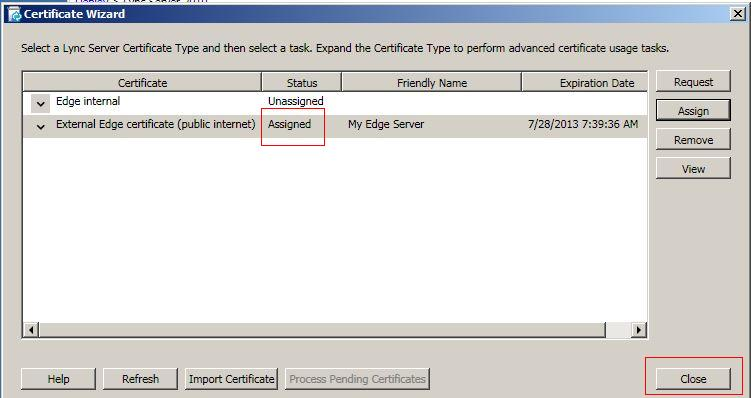 Certificate Wizard
Select a Lync Server Certificate Type and then select a task. Expand the Certificate Type to perform advanced certificate usage tasks.
Certificate Status Friendly Name Expiration Date
Edge internal Unassigned
External Edge certificate (public internet) Assigned My Edge Server 7/28/2013 7:39:36 AM
Request
Assign
Remove
View
Help Refresh Import Certificate Process Pending Certificates Close